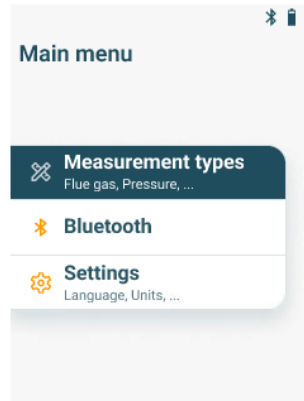 Main menu
Measurement types
Flue gas, Pressure, ...
Bluetooth
Settings
Language, Units, ...